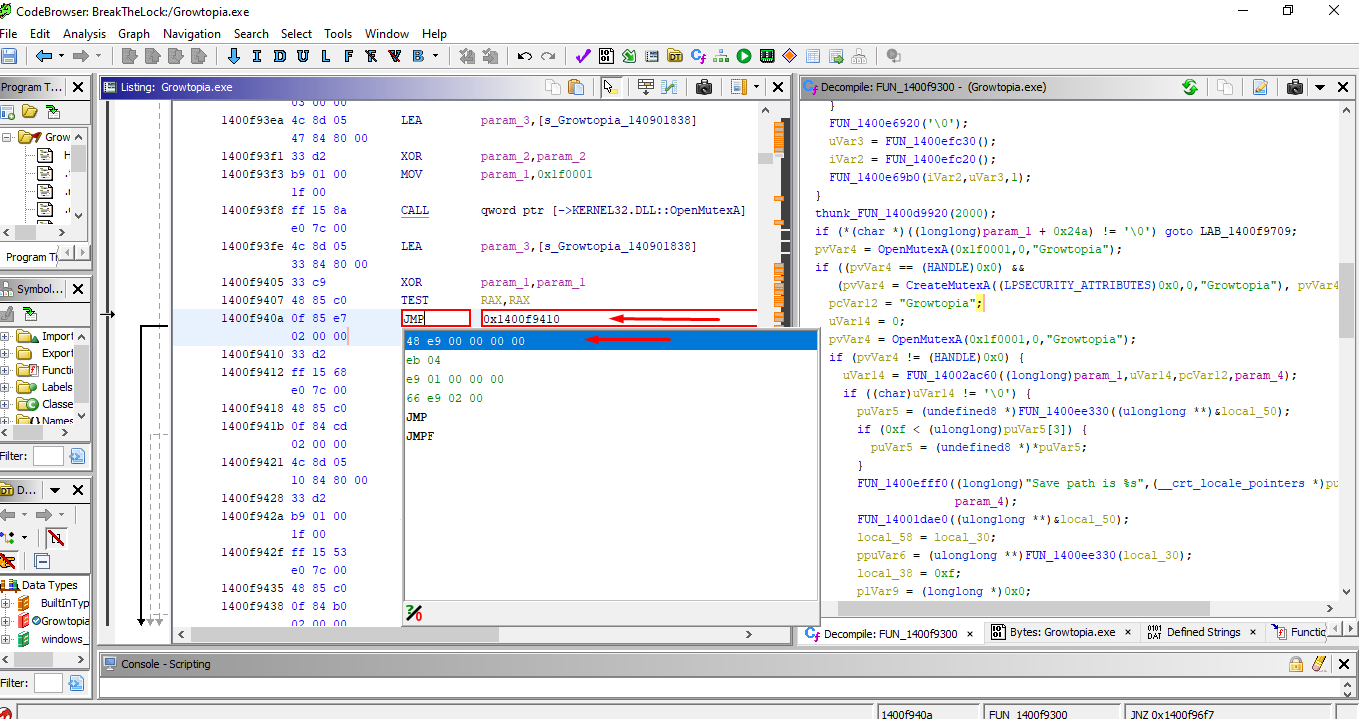 CodeBrowser: BreakTheLock:/Growtopia.exe
File Edit Analysis Graph Navigation Search Select Tools Window Help
I D U L F B
Program T...
Grow
H
Program Tr
Symbol...
Import
Export
Functi
Labels
Classe
Names
Filter:
D...
Data Types
BuiltInTyp
Growtopia
windows_
Filter:
Listing: Growtopia.exe
03 00 00
1400f93ea 4c 8d 05 LEA param_3,[s_Growtopia_140901838]
47 84 80 00
1400f93f1 33 d2 XOR param_2,param_2
1400f93f3 b9 01 00 MOV param_1,0x1f0001
1f 00
1400f93f8 ff 15 8a CALL qword ptr [->KERNEL32.DLL::OpenMutexA]
e0 7c 00
1400f93fe 4c 8d 05 LEA param_3,[s_Growtopia_140901838]
33 84 80 00
1400f9405 33 c9 XOR param_1,param_1
1400f9407 48 85 c0 TEST RAX,RAX
1400f940a 0f 85 e7 JMP 0x1400f9410
02 00 00
48 e9 00 00 00 00
1400f9410 33 d2
eb 04
1400f9412 ff 15 68
e9 01 00 00 00
e0 7c 00
66 e9 02 00
1400f9418 48 85 c0
JMP
1400f941b 0f 84 cd
JMPF
02 00 00
1400f9421 4c 8d 05
10 84 80 00
1400f9428 33 d2
1400f942a b9 01 00
1f 00
1400f942f ff 15 53
e0 7c 00
1400f9435 48 85 c0
1400f9438 0f 84 b0
02 00 00
Decompile: FUN_1400f9300 - (Growtopia.exe)
}
FUN_1400e6920('\0');
uVar3 = FUN_1400efc30();
iVar2 = FUN_1400efc20();
FUN_1400e69b0(iVar2,uVar3,1);
}
thunk_FUN_1400d9920(2000);
if (*(char *)((longlong)param_1 + 0x24a) != '\0') goto LAB_1400f9709;
pvVar4 = OpenMutexA(0x1f0001,0,"Growtopia");
if ((pvVar4 == (HANDLE)0x0) &&
(pvVar4 = CreateMutexA((LPSECURITY_ATTRIBUTES)0x0,0,"Growtopia"), pvVar4
pcVar12 = "Growtopia";
uVar14 = 0;
pvVar4 = OpenMutexA(0x1f0001,0,"Growtopia");
if (pvVar4 != (HANDLE)0x0) {
uVar14 = FUN_14002ac60((longlong)param_1,uVar14,pcVar12,param_4);
if ((char)uVar14 != '\0') {
puVar5 = (undefined8 *)FUN_1400ee330((ulonglong **)&local_50);
if (0xf < (ulonglong)puVar5[3]) {
puVar5 = (undefined8 *)*puVar5;
}
FUN_1400efff0((longlong)"Save path is %s",(__crt_locale_pointers *)pu
param_4);
FUN_14001dae0((ulonglong **)&local_50);
local_58 = local_30;
ppuVar6 = (ulonglong **)FUN_1400ee330(local_30);
local_38 = 0xf;
plVar9 = (longlong *)0x0;
Decompile: FUN_1400f9300 × Bytes: Growtopia.exe × Defined Strings × Functio
Console - Scripting
1400f940a FUN_1400f9300 JNZ 0x1400f96f7